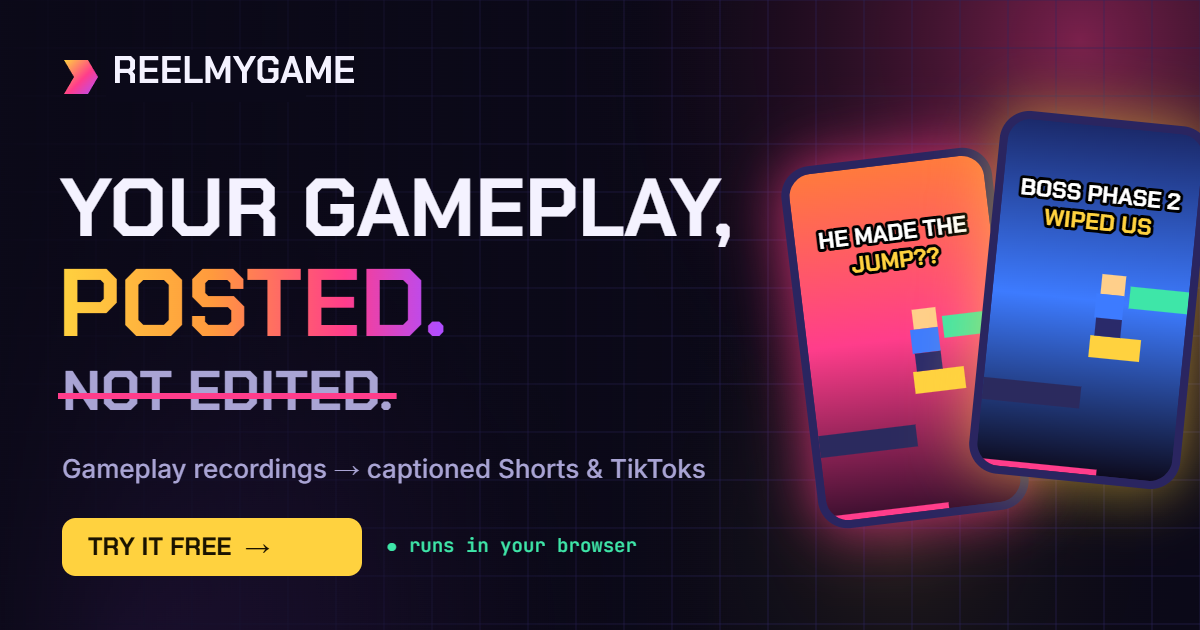 REELMYGAME
YOUR GAMEPLAY,
POSTED.
NOT EDITED.
Gameplay recordings → captioned Shorts & TikToks
TRY IT FREE →
• runs in your browser
HE MADE THE
JUMP??
BOSS PHASE 2
WIPED US